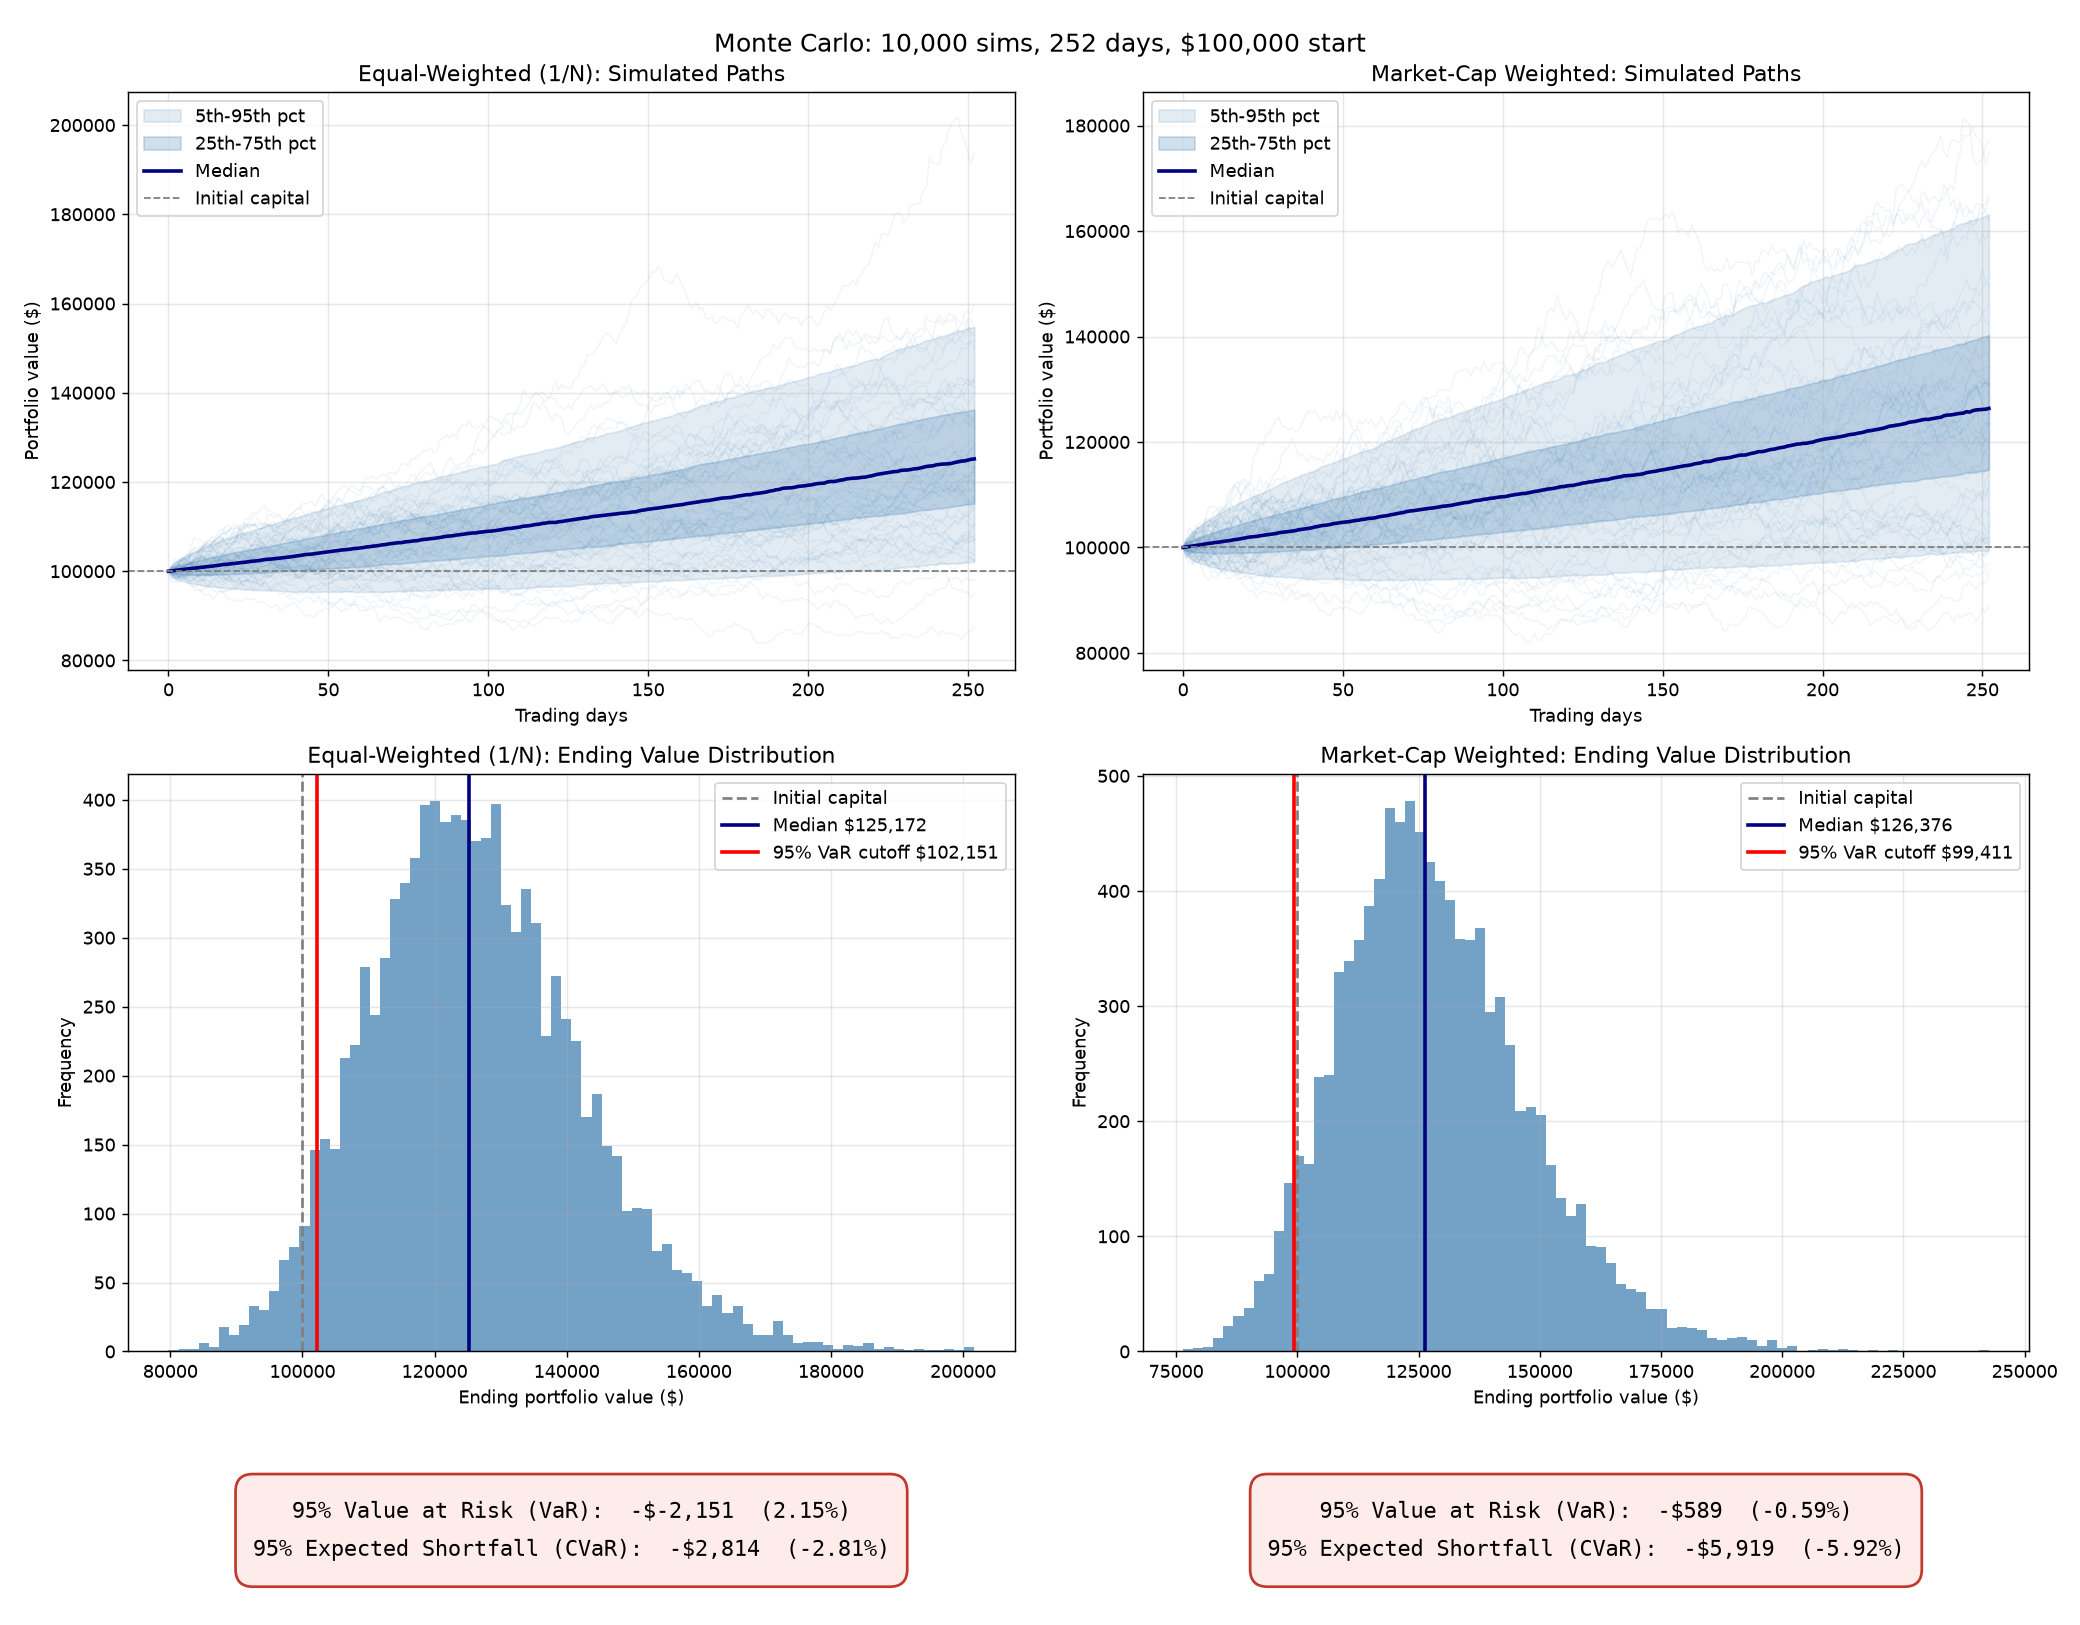 Monte Carlo: 10,000 sims, 252 days, $100,000 start
Equal-Weighted (1/N): Simulated Paths
5th-95th pct
25th-75th pct
Median
Initial capital
Portfolio value ($)
200000
180000
160000
140000
120000
100000
80000
0
50
100
150
200
250
Trading days
Market-Cap Weighted: Simulated Paths
5th-95th pct
25th-75th pct
Median
Initial capital
Portfolio value ($)
180000
160000
140000
120000
100000
80000
0
50
100
150
200
250
Trading days
Equal-Weighted (1/N): Ending Value Distribution
Initial capital
Median $125,172
95% VaR cutoff $102,151
Frequency
400
350
300
250
200
150
100
50
0
80000
100000
120000
140000
160000
180000
200000
Ending portfolio value ($)
Market-Cap Weighted: Ending Value Distribution
Initial capital
Median $126,376
95% VaR cutoff $99,411
Frequency
500
400
300
200
100
0
75000
100000
125000
150000
175000
200000
225000
250000
Ending portfolio value ($)
95% Value at Risk (VaR): -$-2,151 (2.15%)
95% Expected Shortfall (CVaR): -$2,814 (-2.81%)
95% Value at Risk (VaR): -$589 (-0.59%)
95% Expected Shortfall (CVaR): -$5,919 (-5.92%)